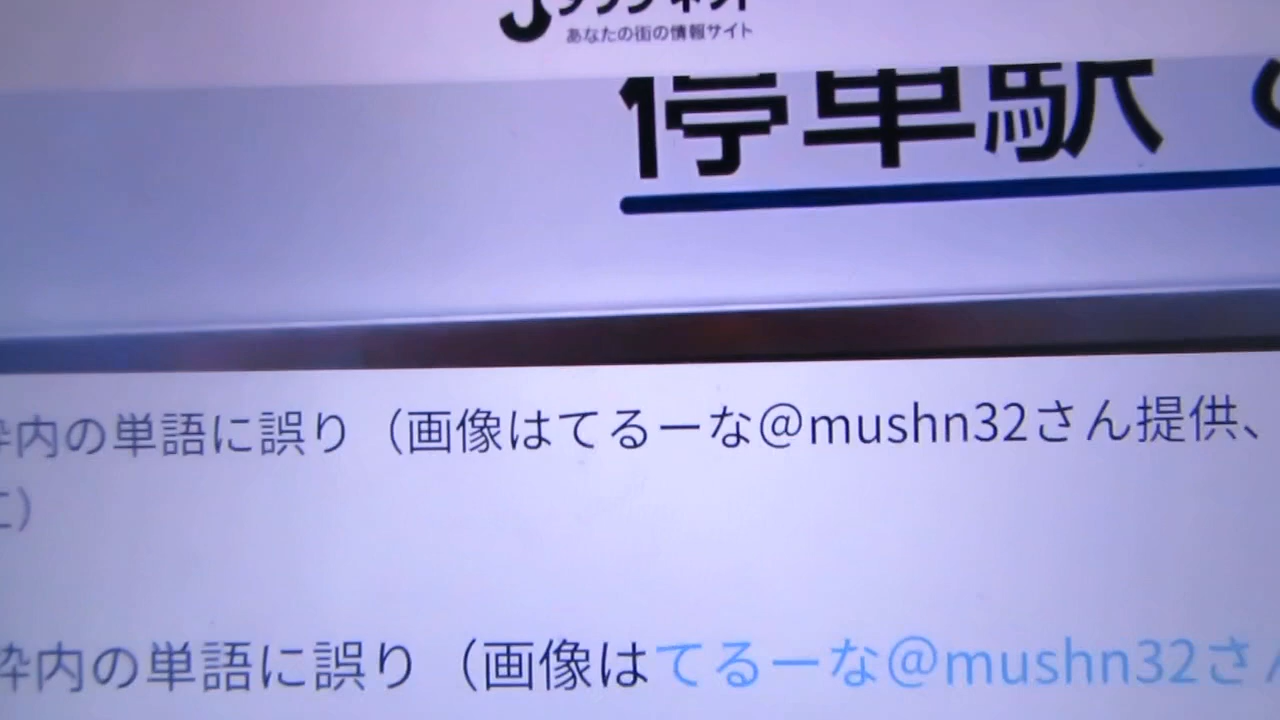 あなたの街の情報サイト
停車駅
枠内の単語に誤り（画像はてるーな@mushn32さん提供、
に）
枠内の単語に誤り（画像はてるーな@mushn32さん